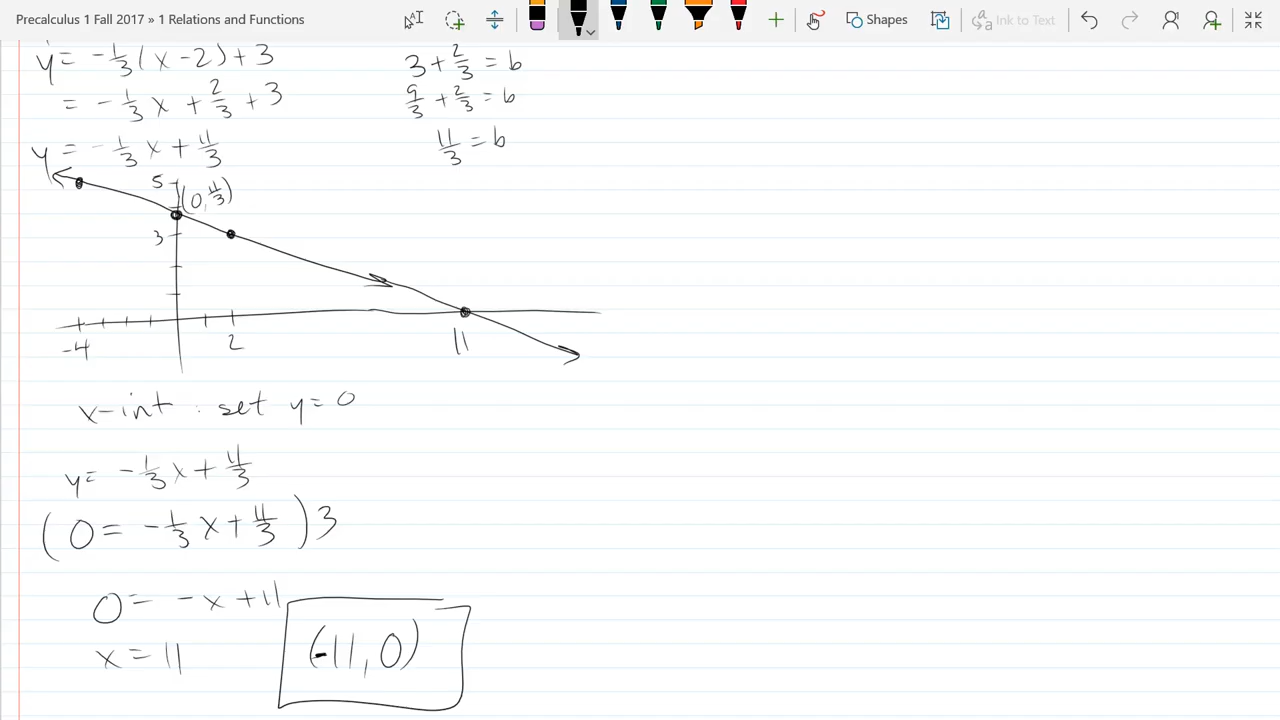 Precalculus 1 Fall 2017 » 1 Relations and Functions
Shapes
Ink to Text
y = -1/3 (x - 2) + 3
= -1/3 x + 2/3 + 3
y = -1/3 x + 11/3
3 + 2/3 = b
9/3 + 2/3 = b
11/3 = b
5
(0, 11/3)
3
-4
2
11
x-int : set y = 0
y = -1/3 x + 11/3
(0 = -1/3 x + 11/3) 3
0 = -x + 11
x = 11
(-11, 0)